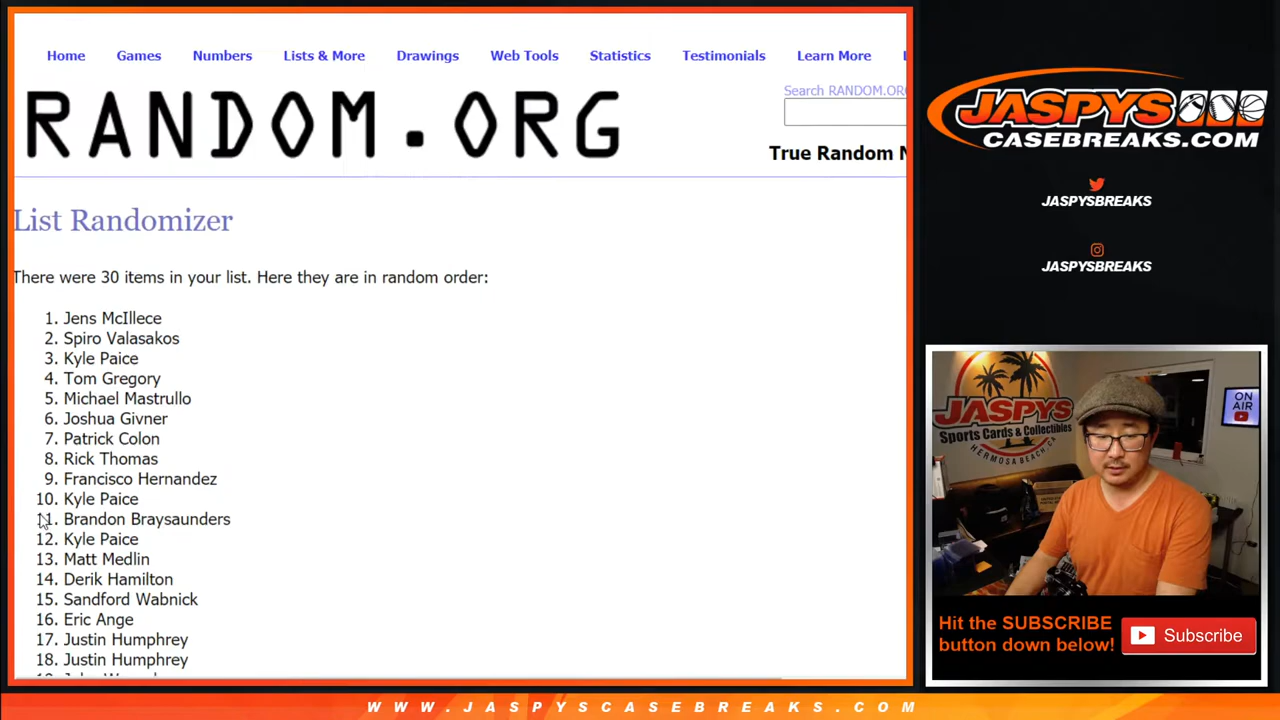 Home Games Numbers Lists & More Drawings Web Tools Statistics Testimonials Learn More
Search RANDOM.OR
RANDOM.ORG
True Random N
List Randomizer
There were 30 items in your list. Here they are in random order:
1. Jens McIllece
2. Spiro Valasakos
3. Kyle Paice
4. Tom Gregory
5. Michael Mastrullo
6. Joshua Givner
7. Patrick Colon
8. Rick Thomas
9. Francisco Hernandez
10. Kyle Paice
11. Brandon Braysaunders
12. Kyle Paice
13. Matt Medlin
14. Derik Hamilton
15. Sandford Wabnick
16. Eric Ange
17. Justin Humphrey
18. Justin Humphrey
JASPYS
CASEBREAKS.COM
JASPYSBREAKS
JASPYSBREAKS
JASPYS
Sports Cards & Collectibles
HERMOSA BEACH, CA
ON
AIR
Hit the SUBSCRIBE
button down below!
Subscribe
WWW.JASPYSCASEBREAKS.COM